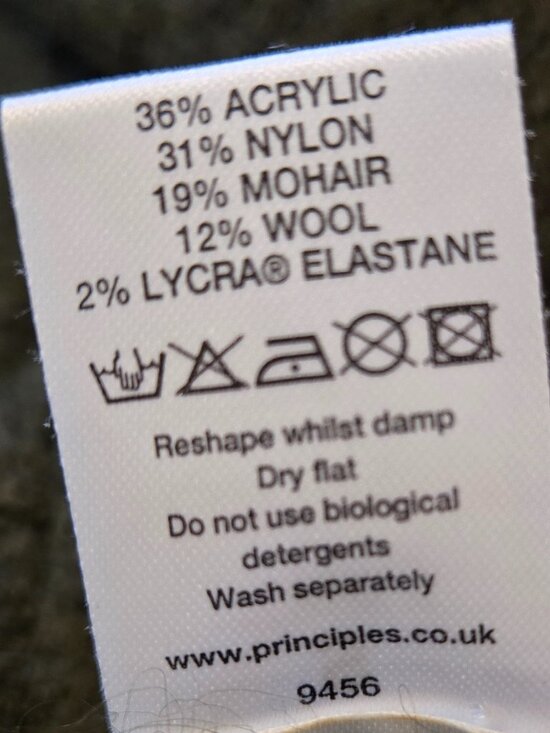 36% ACRYLIC
31% NYLON
19% MOHAIR
12% WOOL
2% LYCRA® ELASTANE
Reshape whilst damp
Dry flat
Do not use biological
detergents
Wash separately
www.principles.co.uk
9456